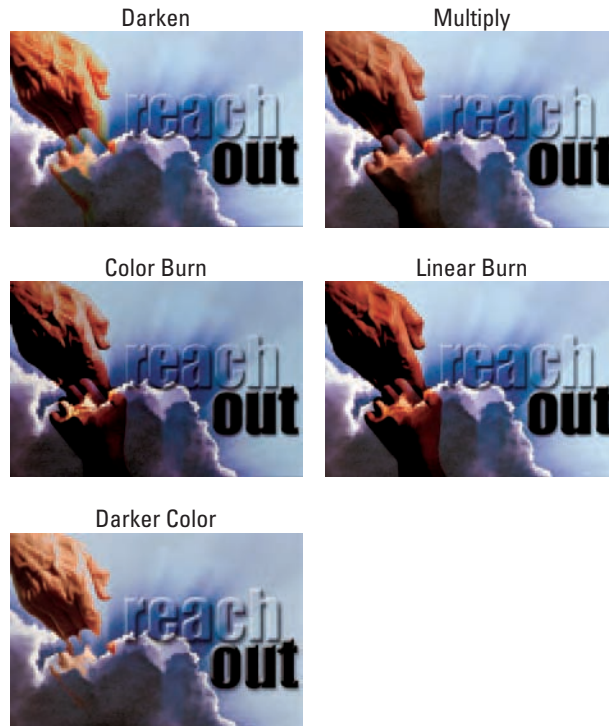 Darken
reach
out
Multiply
reach
out
Color Burn
reach
out
Linear Burn
reach
out
Darker Color
reach
out